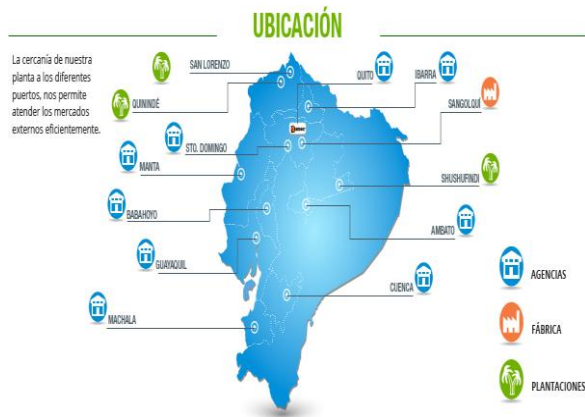 UBICACIÓN
La cercanía de nuestra
planta a los diferentes
puertos, nos permite
atender los mercados
externos eficientemente.
SAN LORENZO
QUITO
IBARRA
QUININDÉ
SANGOLQUÍ
STO. DOMINGO
MANTA
SHUSHUFINDI
BABAHOYO
AMBATO
GUAYAQUIL
CUENCA
MACHALA
AGENCIAS
FÁBRICA
PLANTACIONES